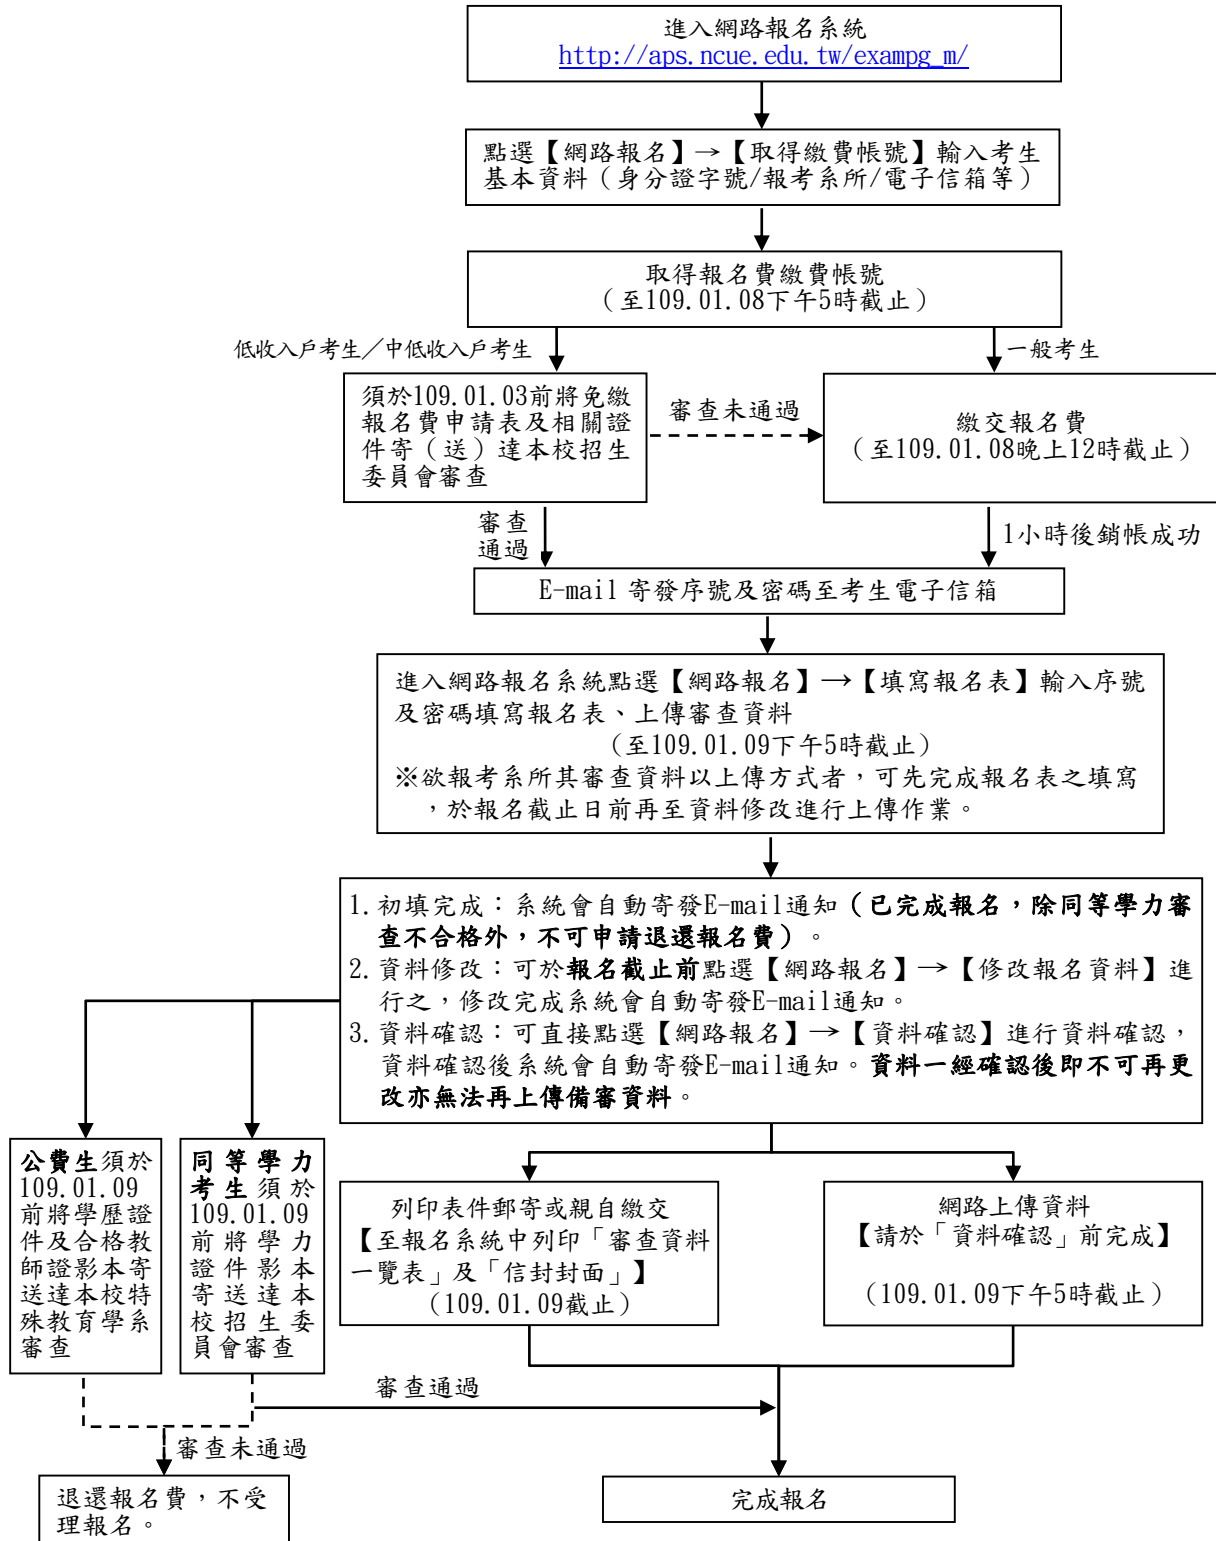 進入網路報名系統
http://aps.ncue.edu.tw/exampg_m/
點選【網路報名】→【取得繳費帳號】輸入考生
基本資料（身分證字號/報考系所/電子信箱等）
取得報名費繳費帳號
（至109.01.08下午5時截止）
低收入戶考生／中低收入戶考生
一般考生
須於109.01.03前將免繳
報名費申請表及相關證
件寄（送）達本校招生
委員會審查
審查未通過
繳交報名費
（至109.01.08晚上12時截止）
審查
通過
1小時後銷帳成功
E-mail 寄發序號及密碼至考生電子信箱
進入網路報名系統點選【網路報名】→【填寫報名表】輸入序號
及密碼填寫報名表、上傳審查資料
（至109.01.09下午5時截止）
※欲報考系所其審查資料以上傳方式者，可先完成報名表之填寫
，於報名截止日前再至資料修改進行上傳作業。
1.初填完成：系統會自動寄發E-mail通知（已完成報名，除同等學力審
查不合格外，不可申請退還報名費）。
2.資料修改：可於報名截止前點選【網路報名】→【修改報名資料】進
行之，修改完成系統會自動寄發E-mail通知。
3.資料確認：可直接點選【網路報名】→【資料確認】進行資料確認，
資料確認後系統會自動寄發E-mail通知。資料一經確認後即不可再更
改亦無法再上傳備審資料。
公費生須於
109.01.09
前將學歷證
件及合格教
師證影本寄
送達本校特
殊教育學系
審查
同等學力
考生須於
109.01.09
前將學力
證件影本
寄送達本
校招生委
員會審查
列印表件郵寄或親自繳交
【至報名系統中列印「審查資料
一覽表」及「信封封面」】
（109.01.09截止）
網路上傳資料
【請於「資料確認」前完成】
（109.01.09下午5時截止）
審查通過
審查未通過
退還報名費，不受
理報名。
完成報名